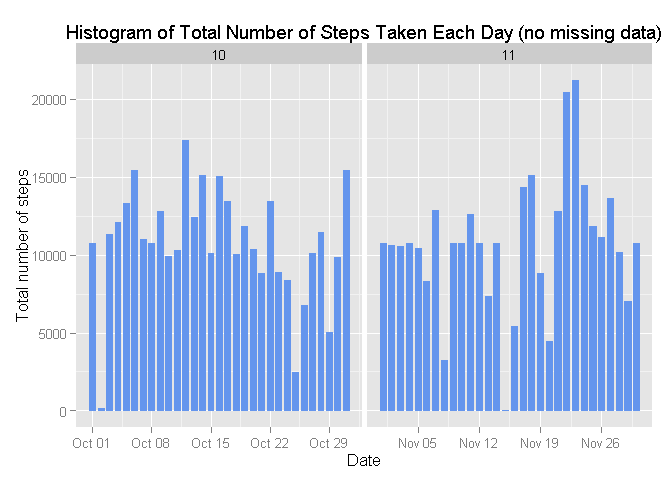 Histogram of Total Number of Steps Taken Each Day (no missing data)
10
11
Total number of steps
20000
15000
10000
5000
0
Oct 01
Oct 08
Oct 15
Oct 22
Oct 29
Nov 05
Nov 12
Nov 19
Nov 26
Date